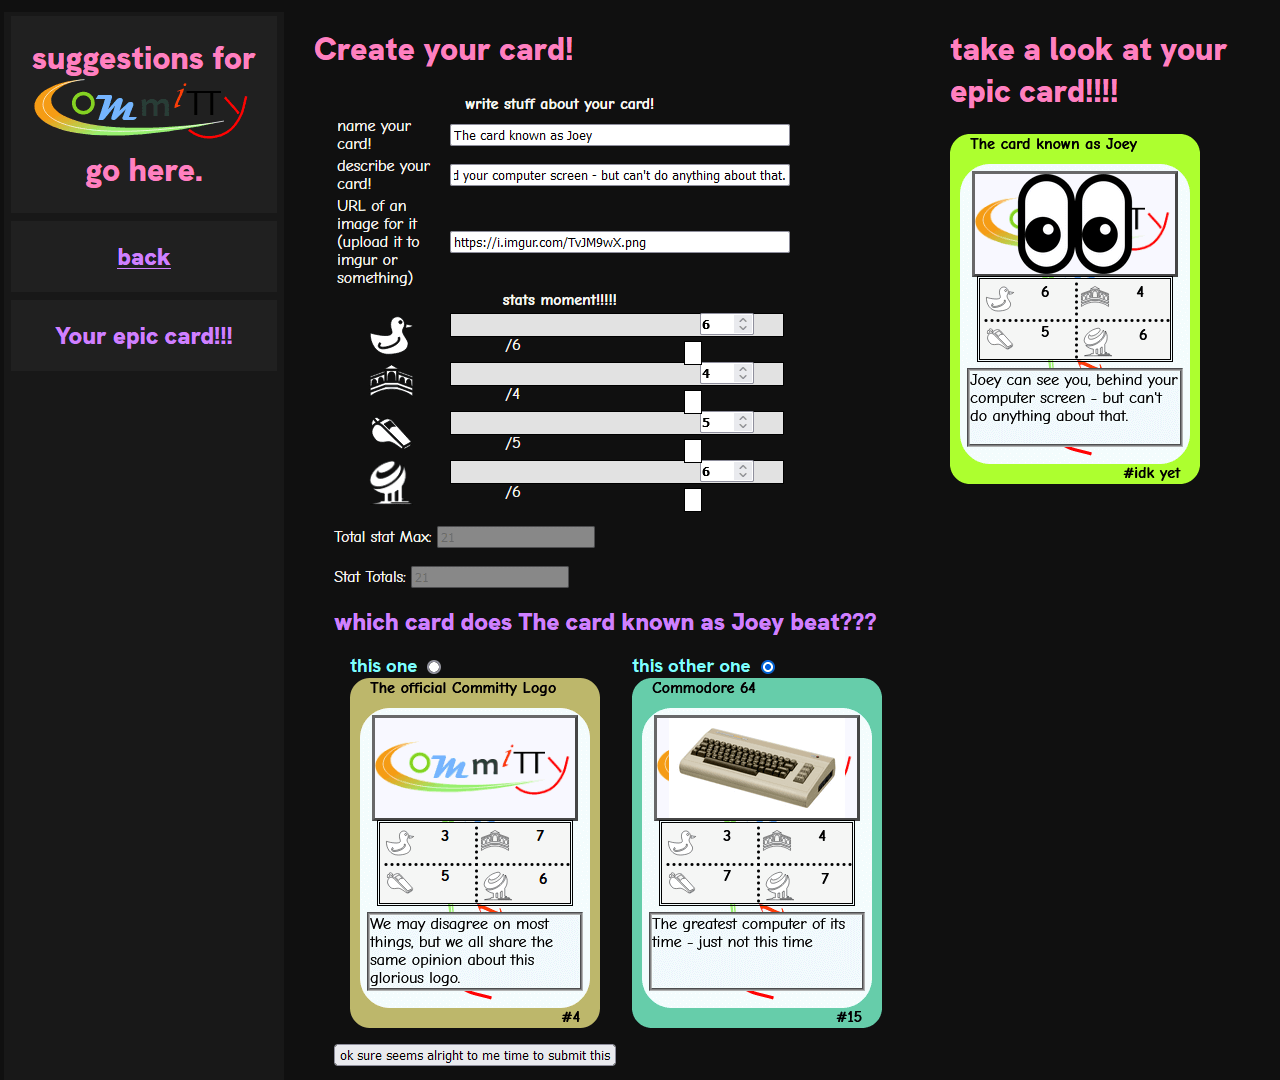 suggestions for
ommiTTy
go here.
back
Your epic card!!!
Create your card!
write stuff about your card!
name your
card!
The card known as Joey
describe your
card!
d your computer screen - but can't do anything about that.
URL of an
image for it
(upload it to
imgur or
something)
https://i.imgur.com/TvJM9wX.png
stats moment!!!!!
6
/6
4
/4
5
/5
6
/6
Total stat Max: 21
Stat Totals: 21
which card does The card known as Joey beat???
this one
The official Committy Logo
ommiTTy
3
7
5
6
We may disagree on most
things, but we all share the
same opinion about this
glorious logo.
#4
this other one
Commodore 64
3
4
7
7
The greatest computer of its
time - just not this time
#15
ok sure seems alright to me time to submit this
take a look at your
epic card!!!!
The card known as Joey
6
4
5
6
Joey can see you, behind your
computer screen - but can't
do anything about that.
#idk yet